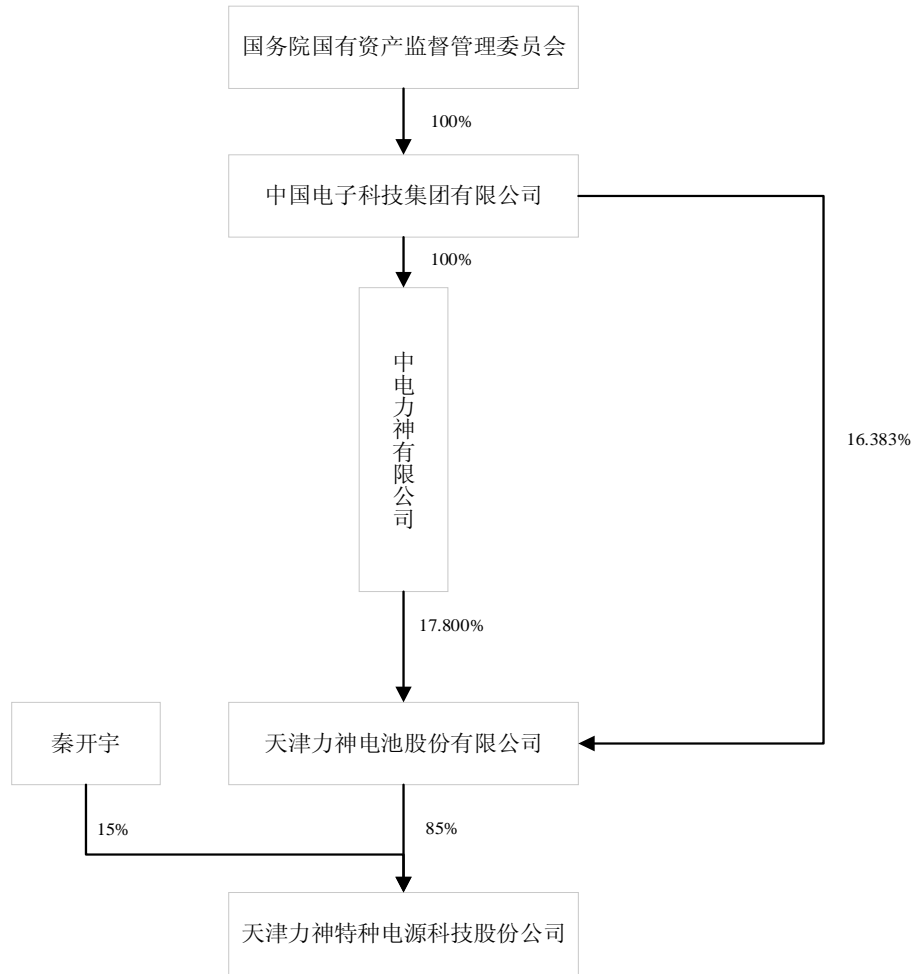 国务院国有资产监督管理委员会
100%
中国电子科技集团有限公司
100%
中电力神有限公司
16.383%
17.800%
秦开宇
天津力神电池股份有限公司
15%
85%
天津力神特种电源科技股份公司